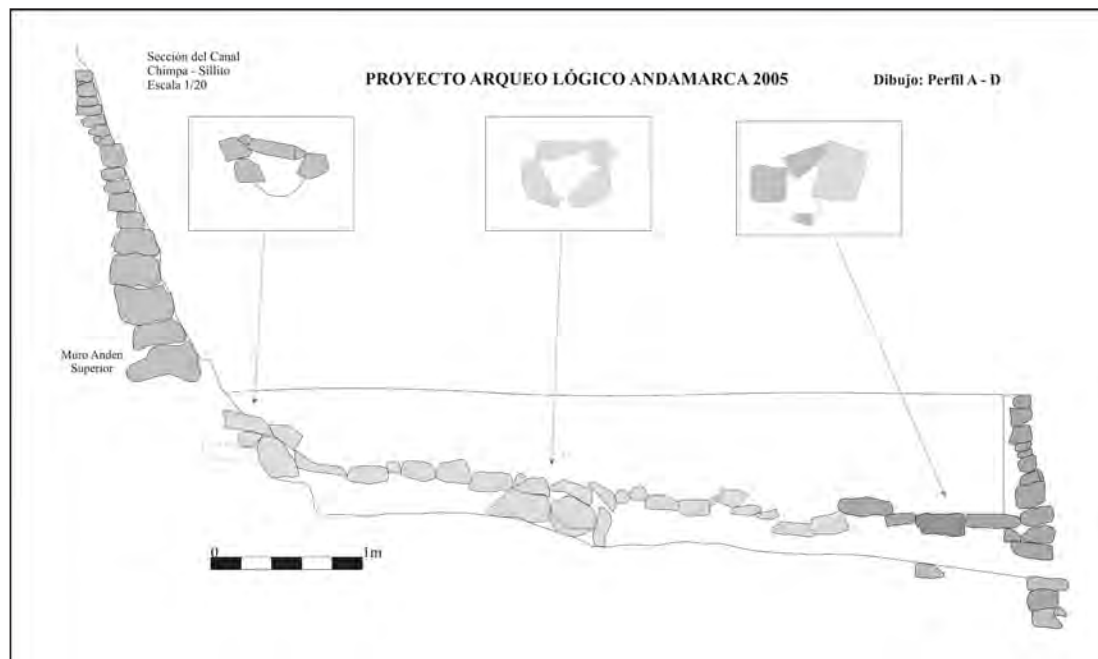 Sección del Canal
Chimpa - Sillito
Escala 1/20
PROYECTO ARQUEO LÓGICO ANDAMARCA 2005
Dibujo: Perfil A - D
Muro Anden
Superior
0
1m